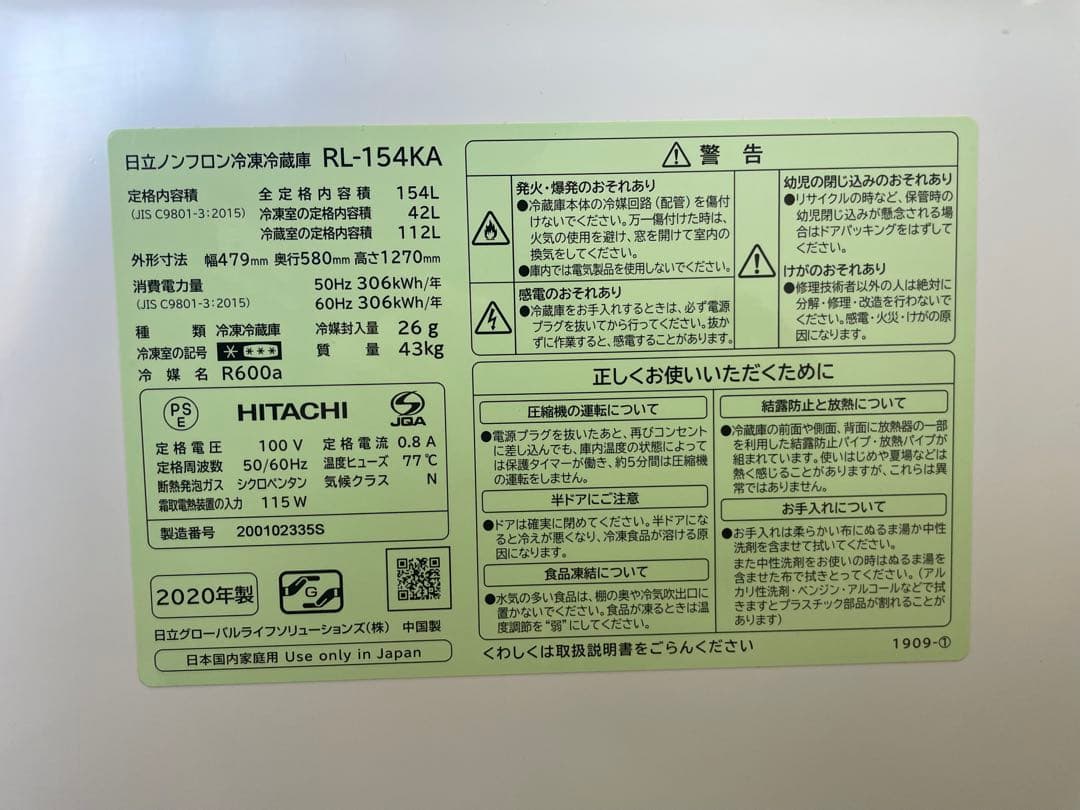 日立ノンフロン冷凍冷蔵庫 RL-154KA
定格内容積 全定格内容積 154L
(JIS C9801-3:2015) 冷凍室の定格内容積 42L
冷蔵室の定格内容積 112L
外形寸法 幅479mm 奥行580mm 高さ1270mm
消費電力量 50Hz 306kWh/年
(JIS C9801-3:2015) 60Hz 306kWh/年
種類 冷凍冷蔵庫 冷媒封入量 26g
冷凍室の記号 質量 43kg
冷媒名 R600a
PS
E
HITACHI
JQA
定格電圧 100V 定格電流 0.8A
定格周波数 50/60Hz 温度ヒューズ 77℃
断熱発泡ガス シクロペンタン 気候クラス N
霜取電熱装置の入力 115W
製造番号 200102335S
2020年製
G
日立グローバルライフソリューションズ(株) 中国製
日本国内家庭用 Use only in Japan
警告
発火・爆発のおそれあり
●冷蔵庫本体の冷媒回路(配管)を傷付
けないでください。万一傷付けた時は、
火気の使用を避け、窓を開けて室内の
換気をしてください。
●庫内では電気製品を使用しないでください。
感電のおそれあり
●冷蔵庫をお手入れするときは、必ず電源
プラグを抜いてから行ってください。抜か
ずに作業すると、感電することがあります。
幼児の閉じ込みのおそれあり
●リサイクルの時など、保管時の
幼児閉じ込みが懸念される場
合はドアパッキングをはずして
ください。
けがのおそれあり
●修理技術者以外の人は絶対に
分解・修理・改造を行わないで
ください。感電・火災・けがの原
因になります。
正しくお使いいただくために
圧縮機の運転について
●電源プラグを抜いたあと、再びコンセント
に差し込んでも、庫内温度の状態によって
は保護タイマーが働き、約5分間は圧縮機
の運転をしません。
半ドアにご注意
●ドアは確実に閉めてください。半ドアにな
ると冷えが悪くなり、冷凍食品が溶ける原
因になります。
食品凍結について
●水気の多い食品は、棚の奥や冷気吹出口に
置かないでください。食品が凍るときは温
度調節を"弱"にしてください。
結露防止と放熱について
●冷蔵庫の前面や側面、背面に放熱器の一部
を利用した結露防止パイプ・放熱パイプが
組まれています。使いはじめや夏場などは
熱く感じることがありますが、これらは異
常ではありません。
お手入れについて
●お手入れは柔らかい布にぬるま湯か中性
洗剤を含ませて拭いてください。
また中性洗剤をお使いの時はぬるま湯を
含ませた布で拭きとってください。(アル
カリ性洗剤・ベンジン・アルコールなどで拭
きますとプラスチック部品が割れることが
あります)
くわしくは取扱説明書をごらんください
1909-①